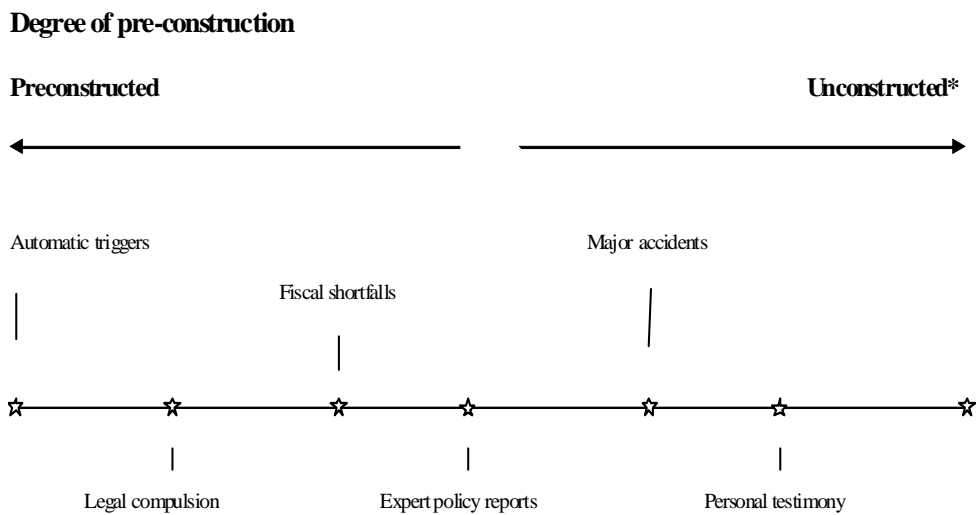 Degree of pre-construction
Preconstructed Unconstructed*
Automatic triggers Major accidents
Fiscal shortfalls
Legal compulsion Expert policy reports Personal testimony